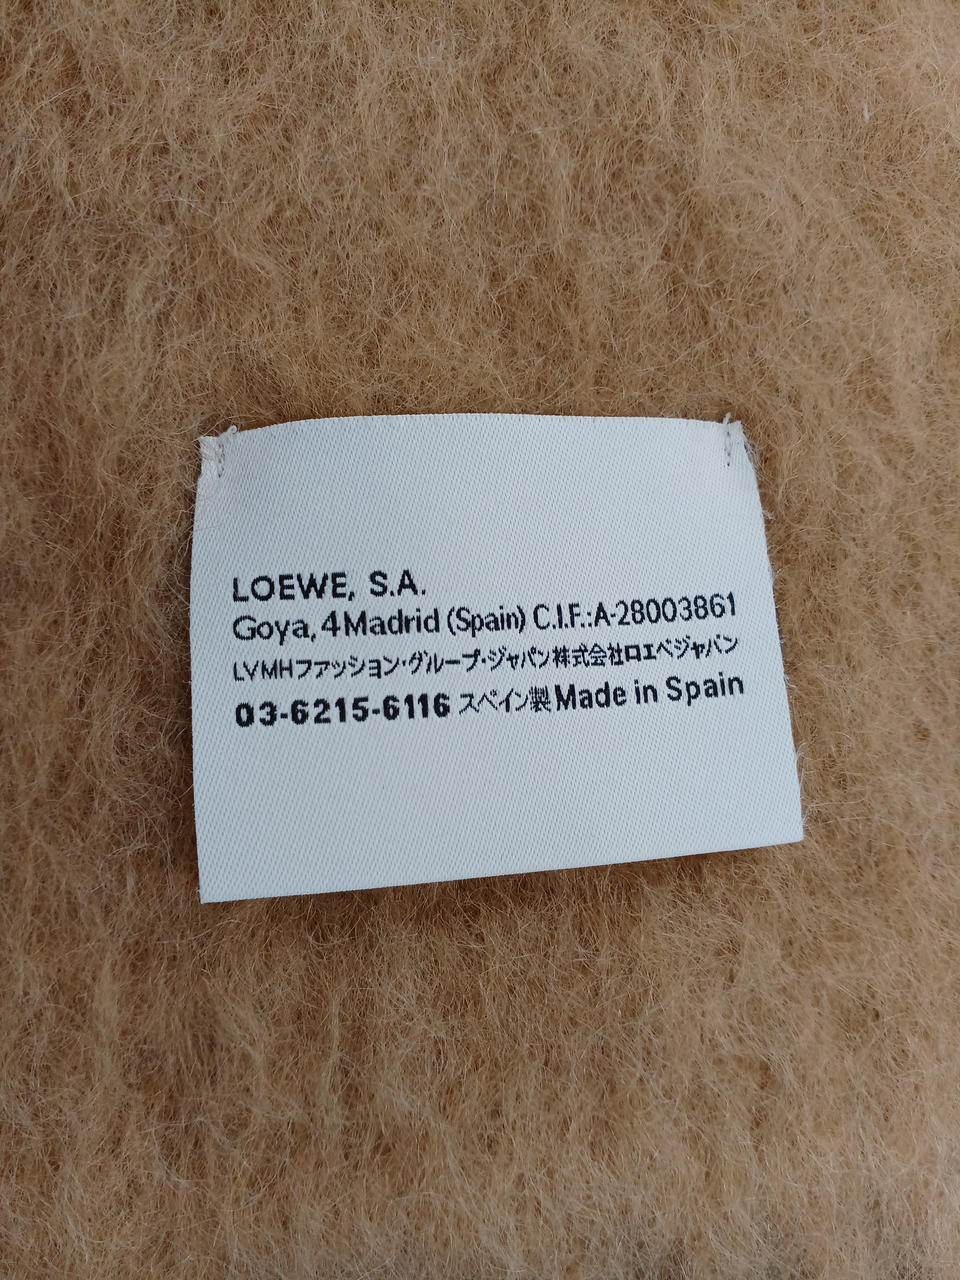 LOEWE, S.A.
Goya, 4 Madrid (Spain) C.I.F.:A-28003861
LVMHファッション・グループ・ジャパン株式会社ロエベジャパン
03-6215-6116 スペイン製 Made in Spain